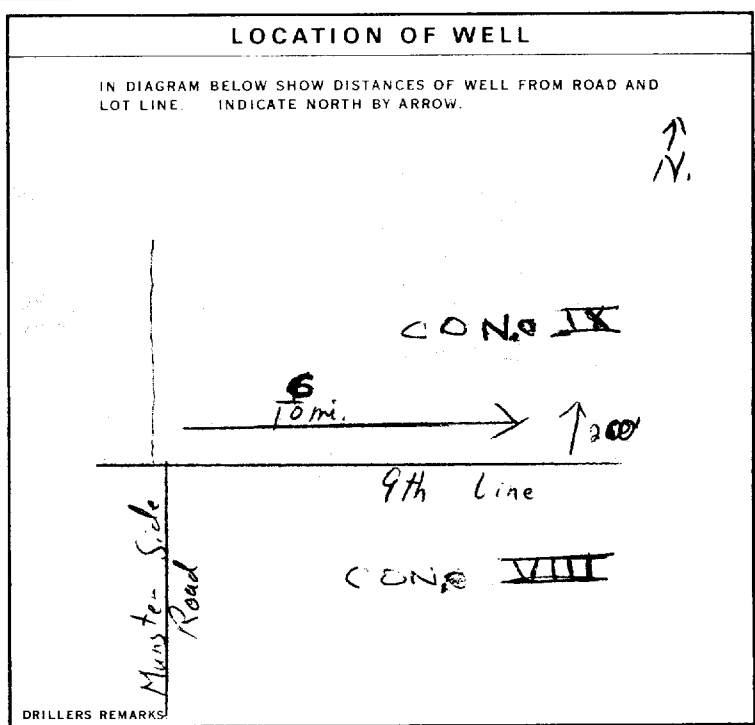 LOCATION OF WELL
IN DIAGRAM BELOW SHOW DISTANCES OF WELL FROM ROAD AND
LOT LINE. INDICATE NORTH BY ARROW.
N.
CON. IX
6
10 mi.
200'
9th Line
Munster Side
Road
CON. VIII
DRILLERS REMARKS: